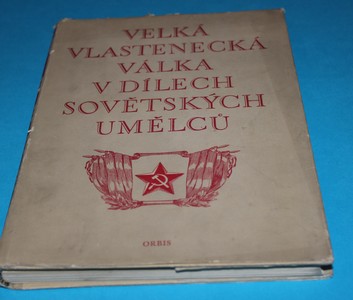 VELKÁ
VLASTENECKÁ
VÁLKA
V DÍLECH
SOVĚTSKÝCH
UMĚLCŮ
ORBIS